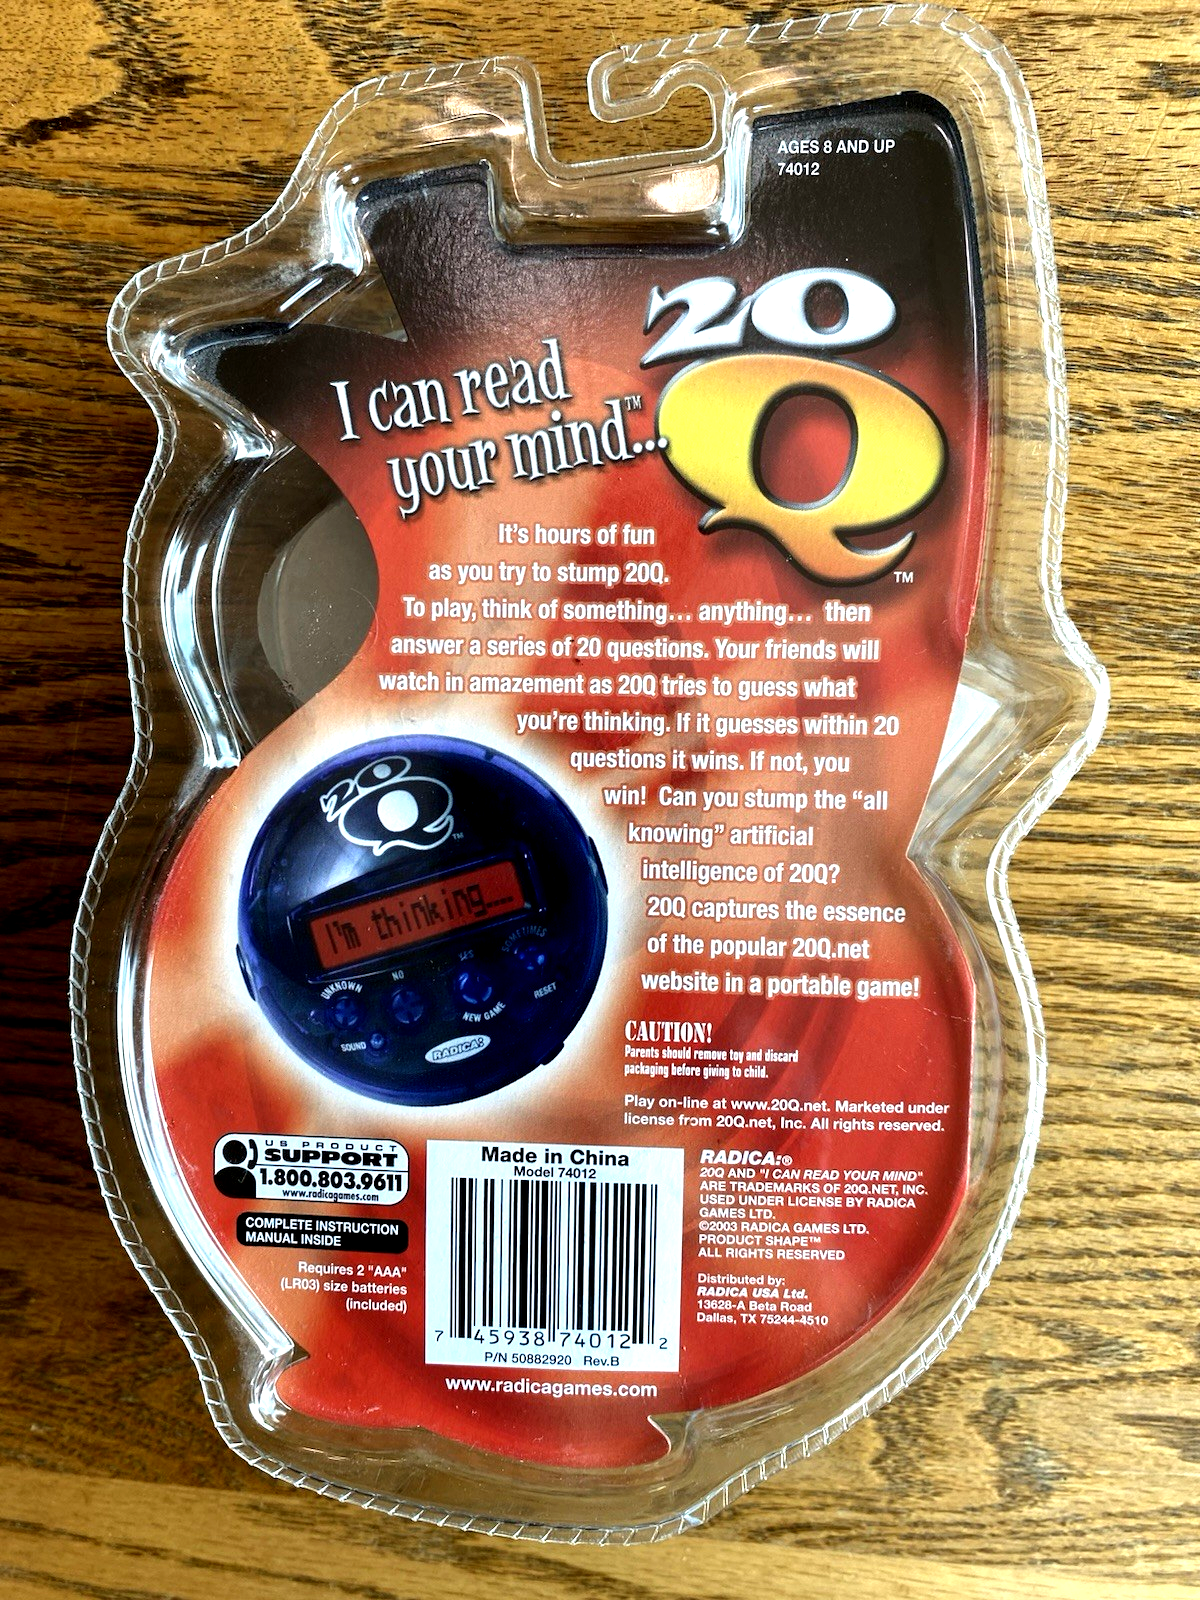 AGES 8 AND UP
74012
20
Q
TM
I can read
your mind™...
It's hours of fun
as you try to stump 20Q.
To play, think of something... anything... then
answer a series of 20 questions. Your friends will
watch in amazement as 20Q tries to guess what
you're thinking. If it guesses within 20
questions it wins. If not, you
win! Can you stump the “all
knowing” artificial
intelligence of 20Q?
20Q captures the essence
of the popular 20Q.net
website in a portable game!
20
Q
TM
I'm thinking...
UNKNOWN
NO
YES
SOMETIMES
SOUND
NEW GAME
RESET
RADICA:
CAUTION!
Parents should remove toy and discard
packaging before giving to child.
Play on-line at www.20Q.net. Marketed under
license from 20Q.net, Inc. All rights reserved.
US PRODUCT
SUPPORT
1.800.803.9611
www.radicagames.com
COMPLETE INSTRUCTION
MANUAL INSIDE
Requires 2 "AAA"
(LR03) size batteries
(included)
Made in China
Model 74012
7 45938 74012 2
P/N 50882920 Rev.B
www.radicagames.com
RADICA:®
20Q AND "I CAN READ YOUR MIND"
ARE TRADEMARKS OF 20Q.NET, INC.
USED UNDER LICENSE BY RADICA
GAMES LTD.
©2003 RADICA GAMES LTD.
PRODUCT SHAPE™
ALL RIGHTS RESERVED
Distributed by:
RADICA USA Ltd.
13628-A Beta Road
Dallas, TX 75244-4510